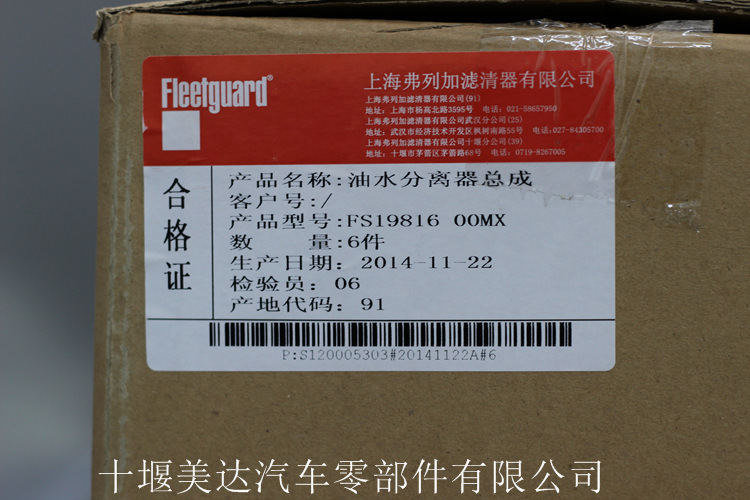 Fleetguard®
上海弗列加滤清器有限公司
上海弗列加滤清器有限公司(91)
地址：上海市杨高北路3595号 电话：021-58657950
上海弗列加滤清器有限公司武汉分公司(25)
地址：武汉市经济技术开发区枫树南路55号 电话：027-84305700
上海弗列加滤清器有限公司十堰分公司(39)
地址：十堰市茅箭区茅箭路68号 电话：0719-8267005
合格证
产品名称:油水分离器总成
客户号:/
产品型号:FS19816 00MX
数 量:6件
生产日期: 2014-11-22
检验员: 06
产地代码: 91
P:S120005303#20141122A#6
十堰美达汽车零部件有限公司